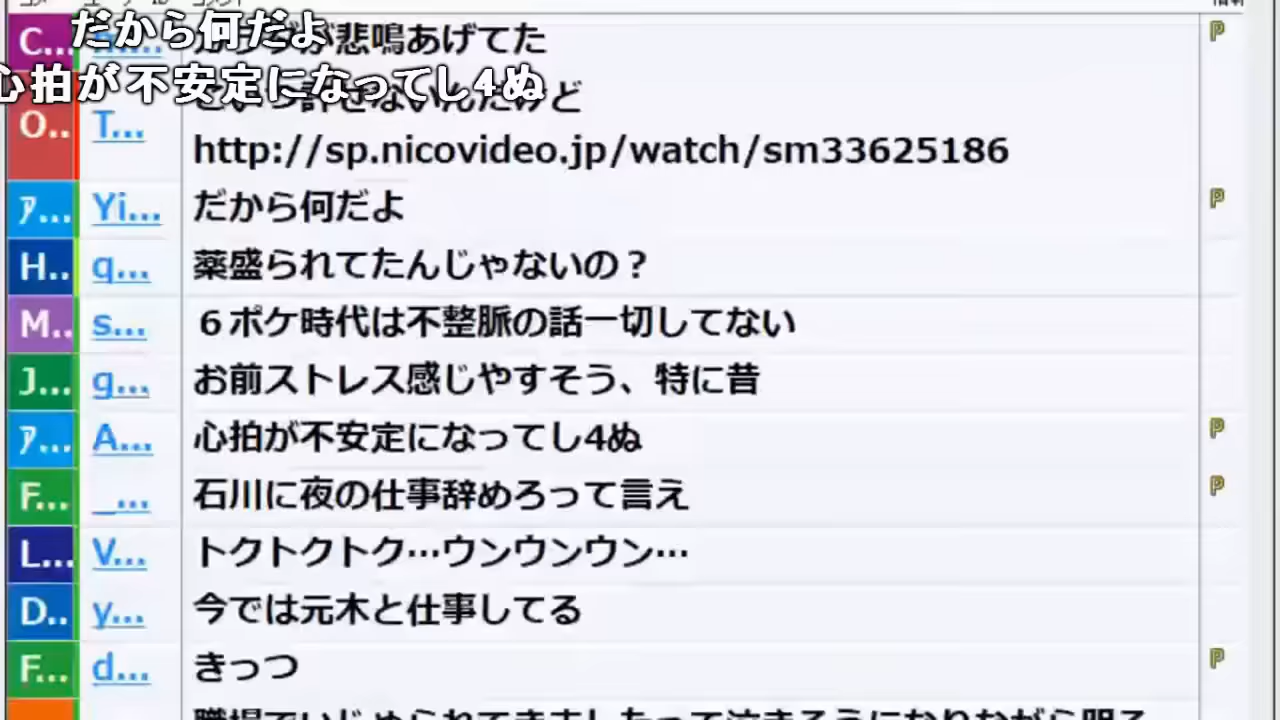 だから何だよ
心拍が不安定になってし4ぬ
C...
が悲鳴あげてた
P
O..
T...
http://sp.nicovideo.jp/watch/sm33625186
ア...
Yi...
だから何だよ
P
H..
q...
薬盛られてたんじゃないの？
M..
s...
６ポケ時代は不整脈の話一切してない
J...
g...
お前ストレス感じやすそう、特に昔
ア...
A...
心拍が不安定になってし4ぬ
P
F...
_...
石川に夜の仕事辞めろって言え
P
L...
V...
トクトクトク…ウンウンウン…
D..
y...
今では元木と仕事してる
F...
d...
きっつ
P